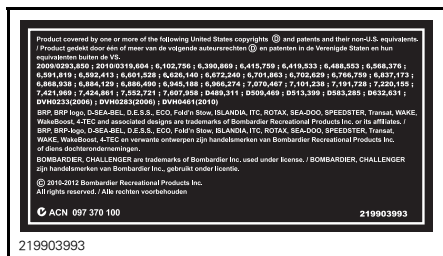 Product covered by one or more of the following United States copyrights Ⓓ and patents and their non-U.S. equivalents.
/ Product gedekt door één of meer van de volgende auteursrechten Ⓓ en patenten in de Verenigde Staten en hun
equivalenten buiten de VS.
2009/0293,850 ; 2010/0319,604 ; 6,102,756 ; 6,390,869 ; 6,415,759 ; 6,419,533 ; 6,488,553 ; 6,568,376 ;
6,591,819 ; 6,592,413 ; 6,601,528 ; 6,626,140 ; 6,672,240 ; 6,701,863 ; 6,702,629 ; 6,766,759 ; 6,837,173 ;
6,868,938 ; 6,884,129 ; 6,886,490 ; 6,945,188 ; 6,966,274 ; 7,070,467 ; 7,101,238 ; 7,191,728 ; 7,220,155 ;
7,421,969 ; 7,424,861 ; 7,552,721 ; 7,607,958 ; D489,311 ; D509,469 ; D513,399 ; D583,285 ; D632,631 ;
DVH0233(2006) ; DVH0283(2006) ; DVH0461(2010)
BRP, BRP-logo, D-SEA-BEL, D.E.S.S., ECO, Fold'n Stow, ISLANDIA, ITC, ROTAX, SEA-DOO, SPEEDSTER, Transat, WAKE,
WakeBoost, 4-TEC and associated designs are trademarks of Bombardier Recreational Products Inc. or its affiliates. /
BRP, BRP-logo, D-SEA-BEL, D.E.S.S., ECO, Fold'n Stow, ISLANDIA, ITC, ROTAX, SEA-DOO, SPEEDSTER, Transat,
WAKE, WakeBoost, 4-TEC en verwante ontwerpen zijn handelsmerken van Bombardier Recreational Products Inc.
of diens dochterondernemingen.
BOMBARDIER, CHALLENGER are trademarks of Bombardier Inc. used under license. / BOMBARDIER, CHALLENGER
zijn handelsmerken van Bombardier Inc., gebruikt onder licentie.
© 2010-2012 Bombardier Recreational Products Inc.
All rights reserved. / Alle rechten voorbehouden
ACN 097 370 100 219903993
219903993